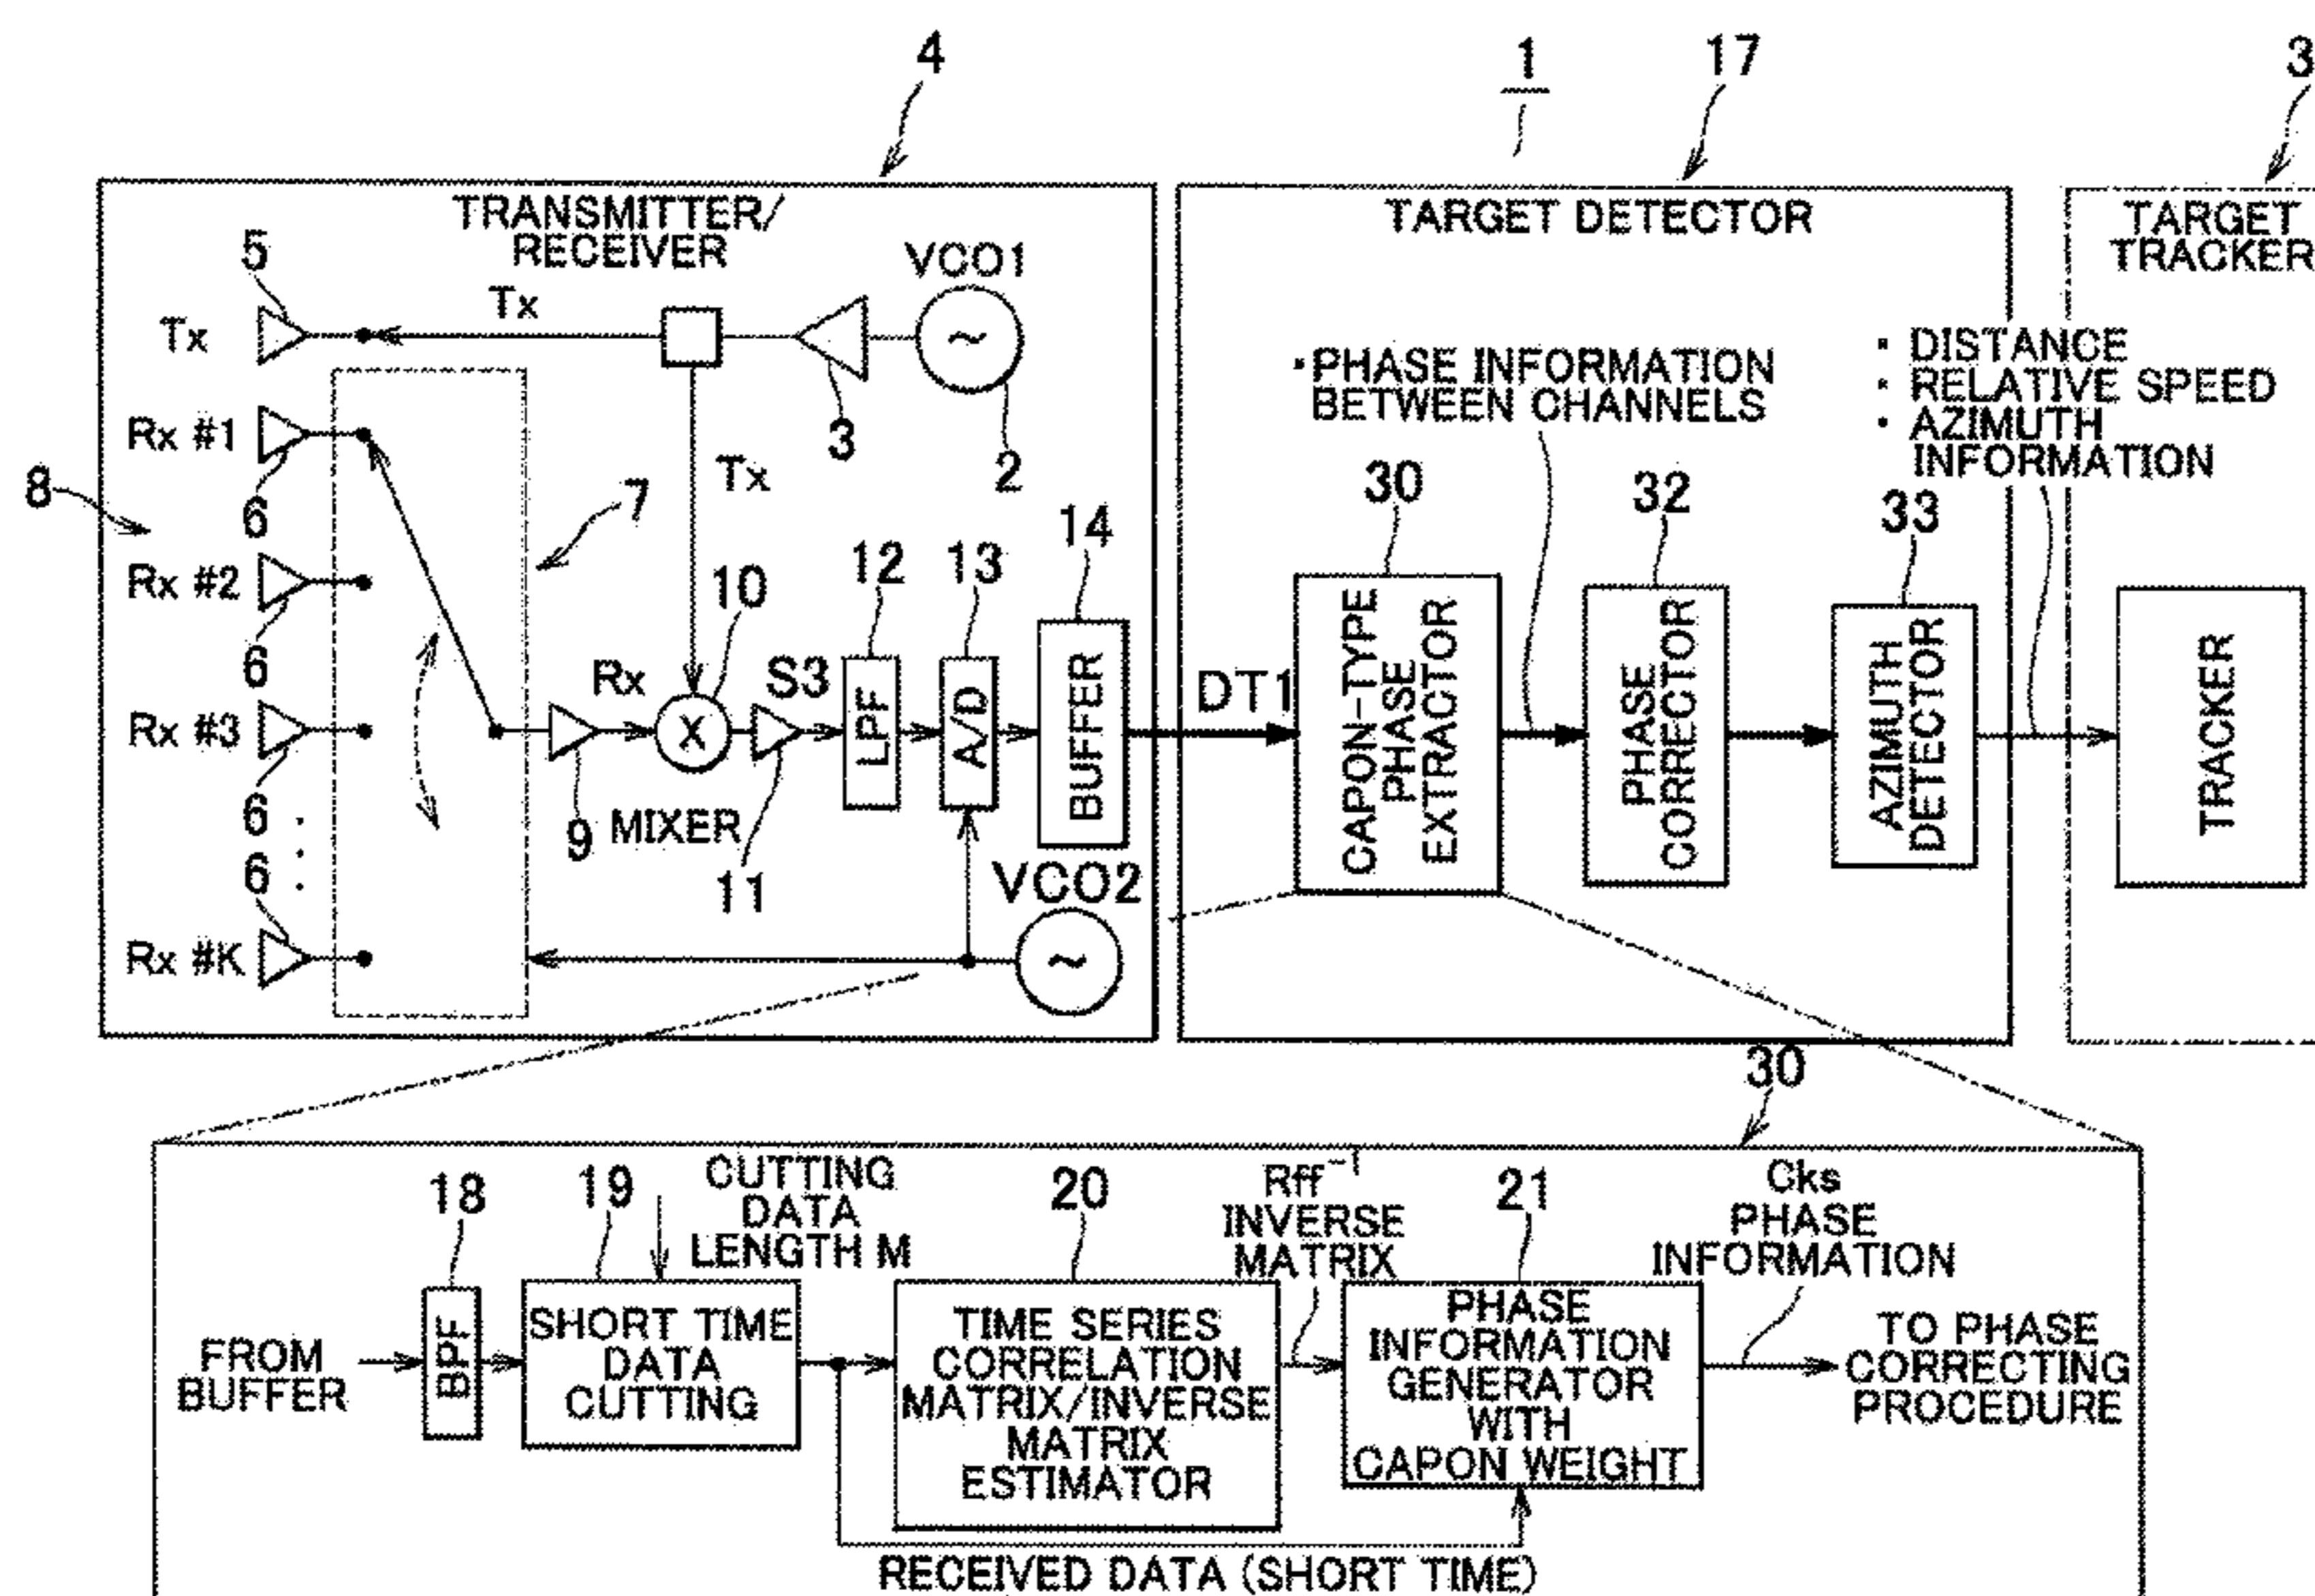 4
1
17
3
TRANSMITTER/
RECEIVER
TARGET DETECTOR
TARGET
TRACKER
5
VCO1
Tx
Tx
3
2
Tx
・PHASE INFORMATION
BETWEEN CHANNELS
・DISTANCE
・RELATIVE SPEED
・AZIMUTH
INFORMATION
Rx #1
8
6
7
Rx #2
6
Rx #3
6
6
Rx #K
Rx
9
10
MIXER
S3
11
12
LPF
13
A/D
14
BUFFER
VCO2
DT1
30
CAPON-TYPE
PHASE
EXTRACTOR
32
PHASE
CORRECTOR
33
AZIMUTH
DETECTOR
TRACKER
30
FROM
BUFFER
18
BPF
19
CUTTING
DATA
LENGTH M
SHORT TIME
DATA
CUTTING
20
TIME SERIES
CORRELATION
MATRIX/INVERSE
MATRIX
ESTIMATOR
Rff⁻¹
INVERSE
MATRIX
21
PHASE
INFORMATION
GENERATOR
WITH
CAPON WEIGHT
Cks
PHASE
INFORMATION
TO PHASE
CORRECTING
PROCEDURE
RECEIVED DATA (SHORT TIME)